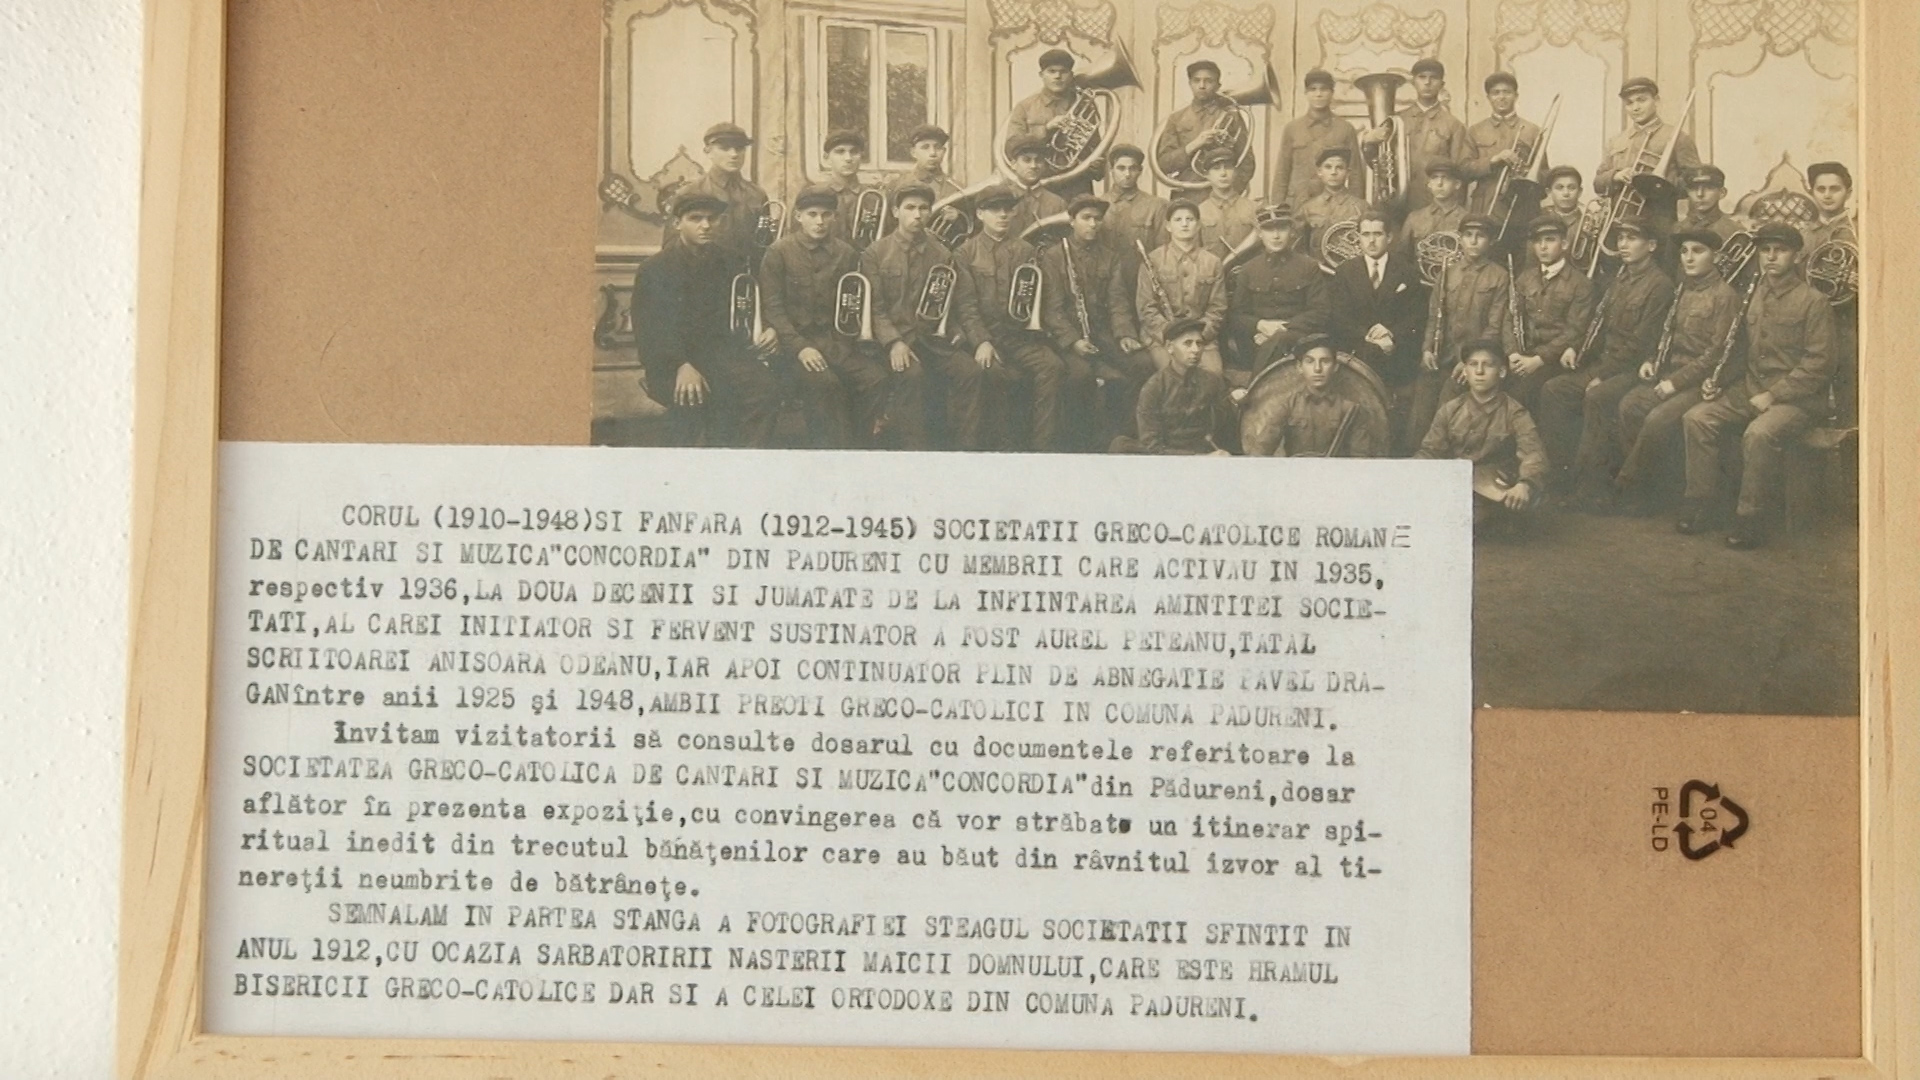 CORUL (1910-1948)SI FANFARA (1912-1945) SOCIETATII GRECO-CATOLICE ROMANE
DE CANTARI SI MUZICA"CONCORDIA" DIN PADURENI CU MEMBRII CARE ACTIVAU IN 1935,
respectiv 1936,LA DOUA DECENII SI JUMATATE DE LA INFIINTAREA AMINTITEI SOCIE-
TATI,AL CAREI INITIATOR SI FERVENT SUSTINATOR A FOST AUREL PETEANU,TATAL
SCRIITOAREI ANISOARA ODEANU,IAR APOI CONTINUATOR PLIN DE ABNEGATIE PAVEL DRA-
GANîntre anii 1925 şi 1948,AMBII PREOTI GRECO-CATOLICI IN COMUNA PADURENI.
Invitam vizitatorii să consulte dosarul cu documentele referitoare la
SOCIETATEA GRECO-CATOLICA DE CANTARI SI MUZICA"CONCORDIA"din Pădureni,dosar
aflător în prezenta expoziţie,cu convingerea că vor străbate un itinerar spi-
ritual inedit din trecutul bănăţenilor care au băut din râvnitul izvor al ti-
nereţii neumbrite de bătrâneţe.
SEMNALAM IN PARTEA STANGA A FOTOGRAFIEI STEAGUL SOCIETATII SFINTIT IN
ANUL 1912,CU OCAZIA SARBATORIRII NASTERII MAICII DOMNULUI,CARE ESTE HRAMUL
BISERICII GRECO-CATOLICE DAR SI A CELEI ORTODOXE DIN COMUNA PADURENI.
04
PE-LD